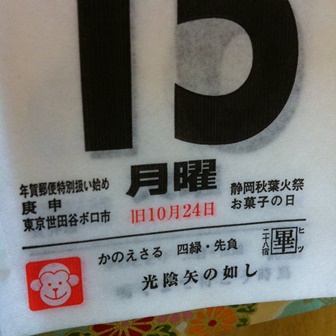 15
月曜
年賀郵便特別扱い始め
庚申
東京世田谷ボロ市
旧10月24日
静岡秋葉火祭
お菓子の日
かのえさる 四緑・先負
二十八宿
畢
ヒツ
光陰矢の如し